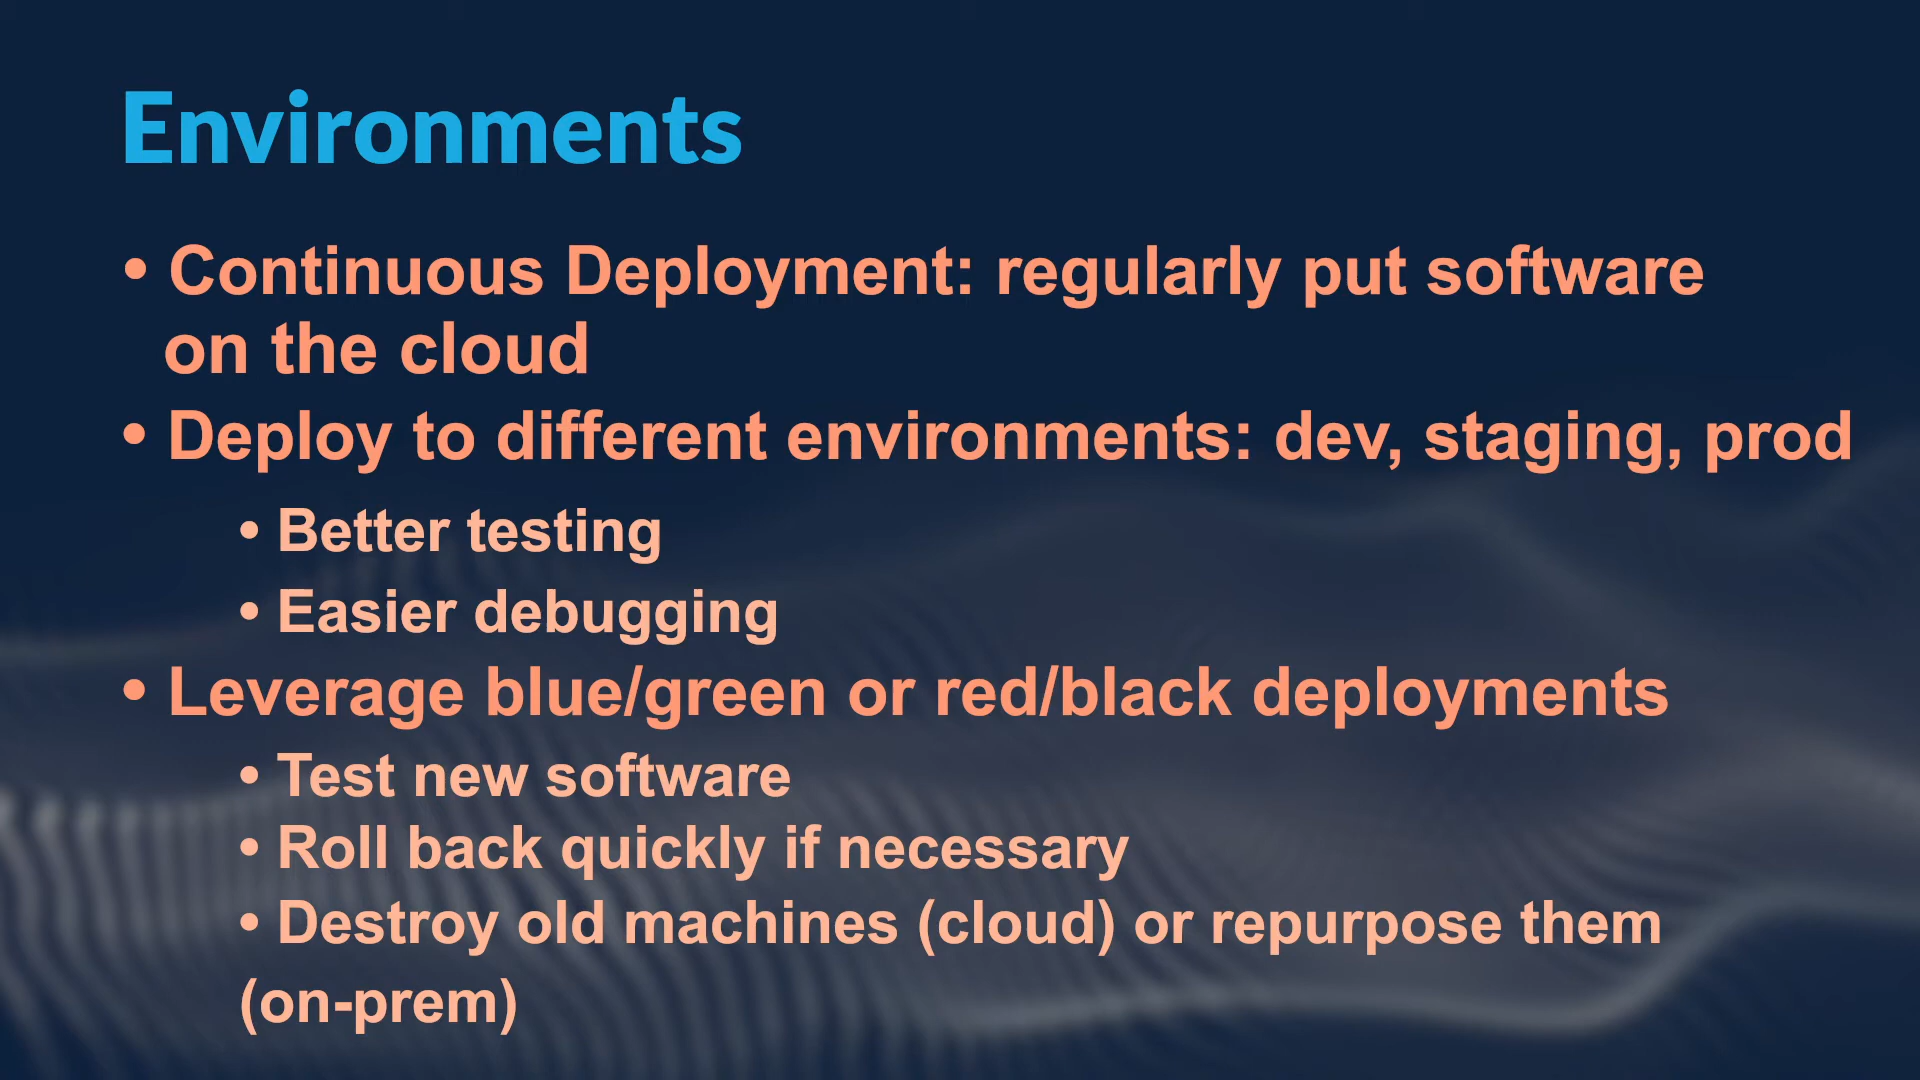 Environments
• Continuous Deployment: regularly put software
on the cloud
• Deploy to different environments: dev, staging, prod
• Better testing
• Easier debugging
• Leverage blue/green or red/black deployments
• Test new software
• Roll back quickly if necessary
• Destroy old machines (cloud) or repurpose them
(on-prem)